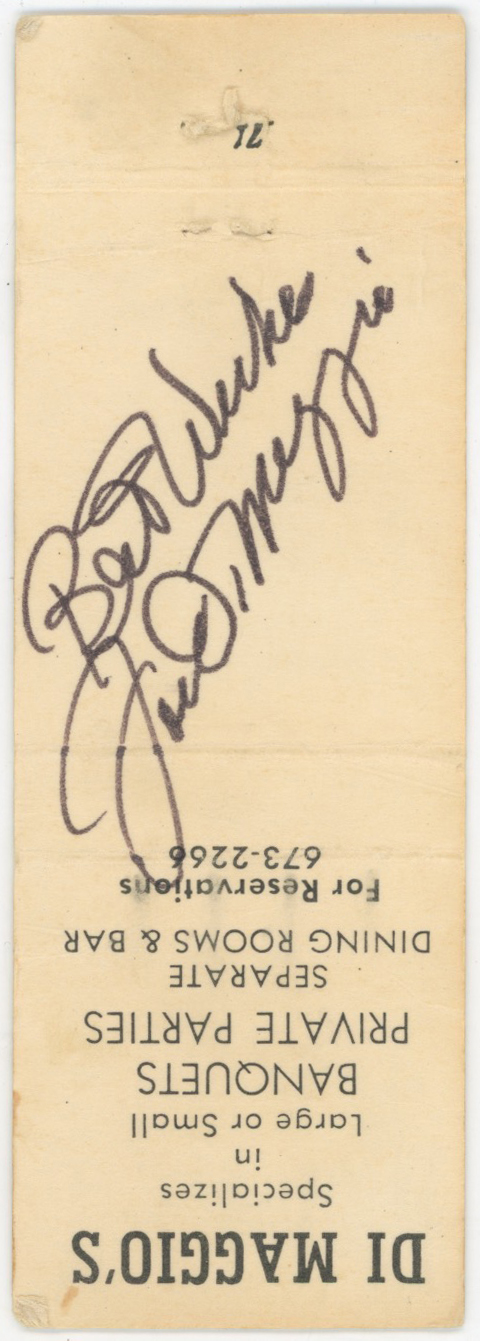 Best Wishes
Joe DiMaggio
DI MAGGIO'S
Specializes
in
Large or Small
BANQUETS
PRIVATE PARTIES
SEPARATE
DINING ROOMS & BAR
For Reservations
673-2266